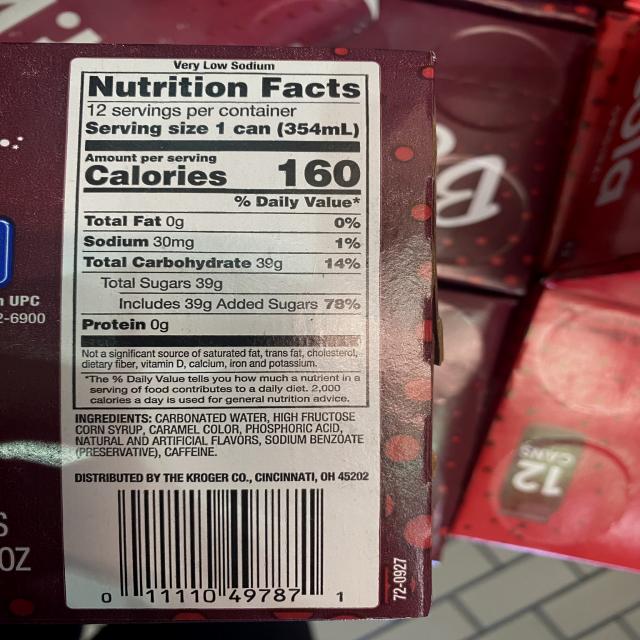 Very Low Sodium
Nutrition Facts
12 servings per container
Serving size 1 can (354mL)
Amount per serving
Calories 160
% Daily Value*
Total Fat 0g 0%
Sodium 30mg 1%
Total Carbohydrate 39g 14%
Total Sugars 39g
Includes 39g Added Sugars 78%
Protein 0g
Not a significant source of saturated fat, trans fat, cholesterol,
dietary fiber, vitamin D, calcium, iron and potassium.
*The % Daily Value tells you how much a nutrient in a
serving of food contributes to a daily diet. 2,000
calories a day is used for general nutrition advice.
INGREDIENTS: CARBONATED WATER, HIGH FRUCTOSE
CORN SYRUP, CARAMEL COLOR, PHOSPHORIC ACID,
NATURAL AND ARTIFICIAL FLAVORS, SODIUM BENZOATE
(PRESERVATIVE), CAFFEINE.
DISTRIBUTED BY THE KROGER CO., CINCINNATI, OH 45202
0 11110 49787 1
72-0927
UPC
2-6900
OZ
12
CANS